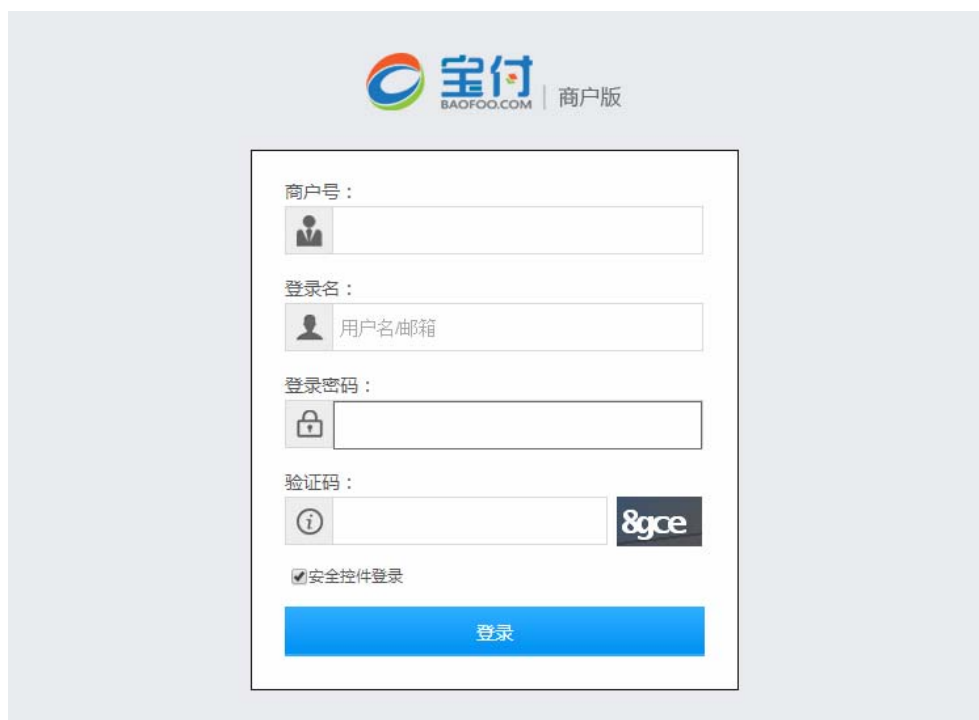 宝付
BAOFOO.COM
商户版
商户号：
登录名：
用户名/邮箱
登录密码：
验证码：
8gce
安全控件登录
登录